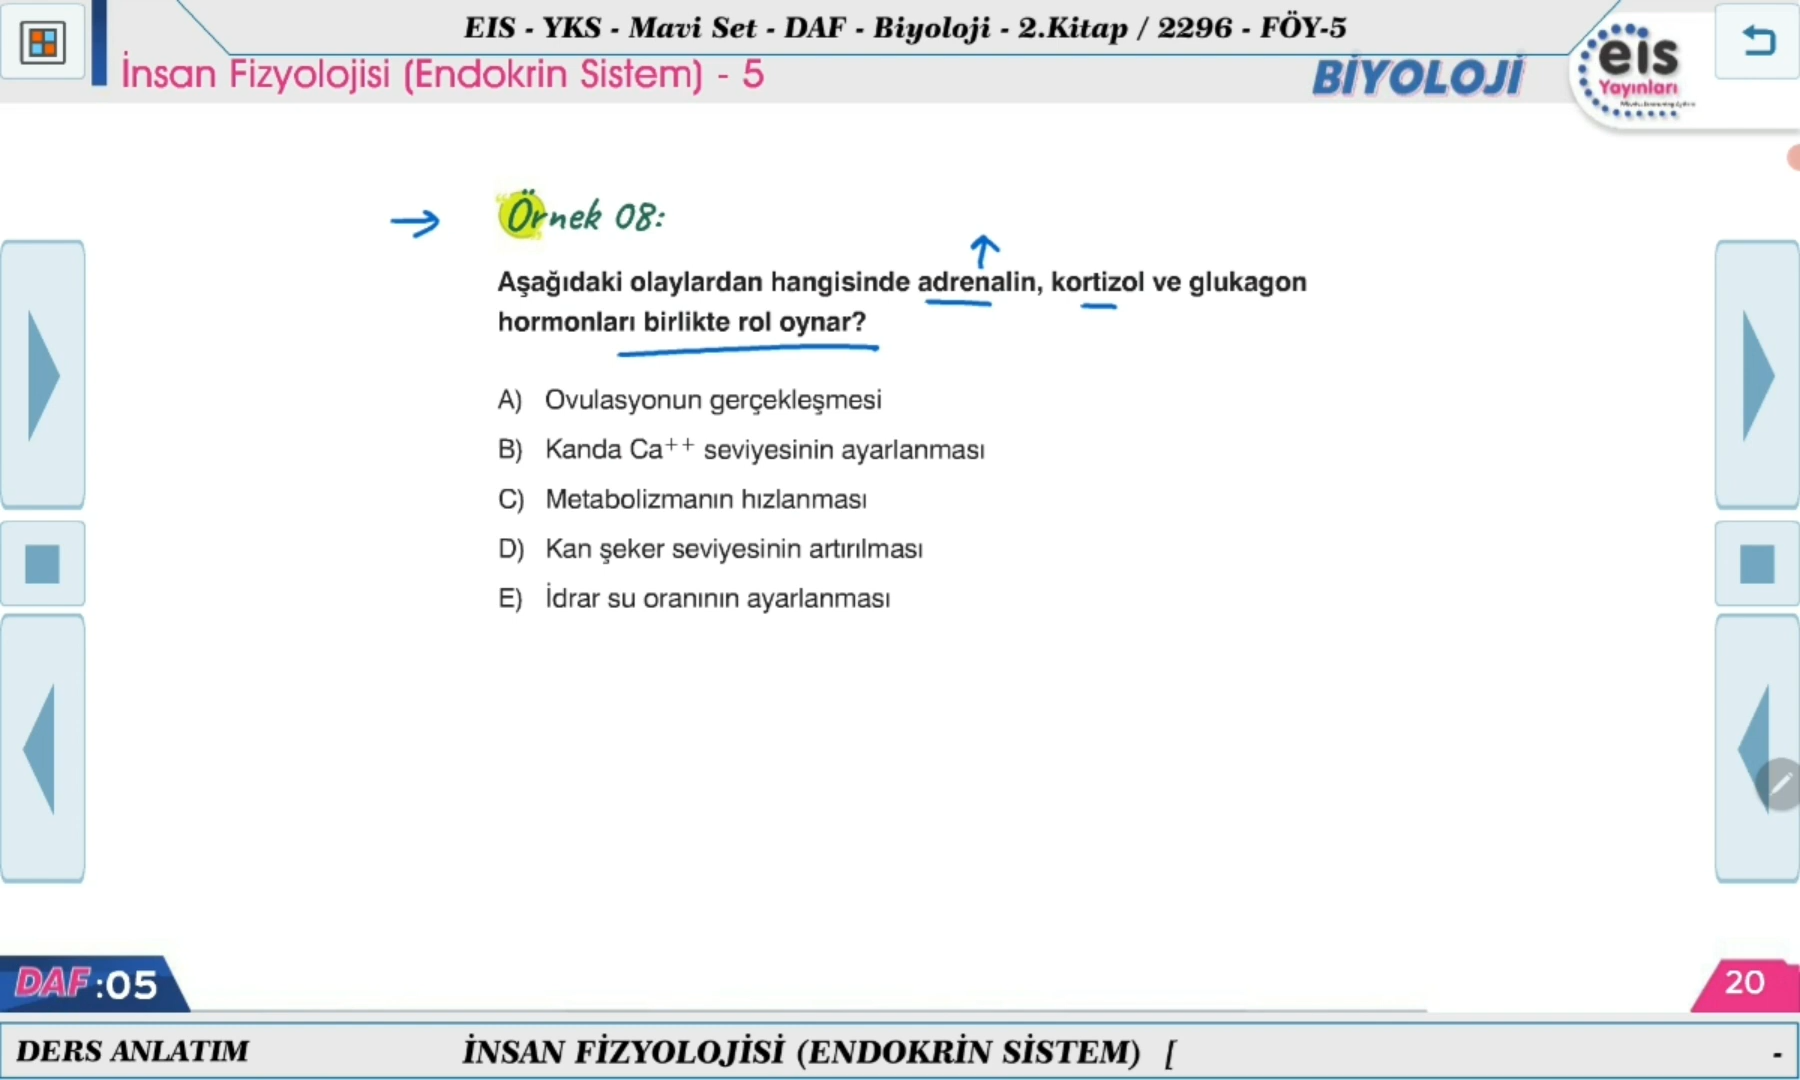 EIS - YKS - Mavi Set - DAF - Biyoloji - 2.Kitap / 2296 - FÖY-5
İnsan Fizyolojisi (Endokrin Sistem) - 5
BİYOLOJİ
eis
Yayınları
Örnek 08:
Aşağıdaki olaylardan hangisinde adrenalin, kortizol ve glukagon
hormonları birlikte rol oynar?
A) Ovulasyonun gerçekleşmesi
B) Kanda Ca++ seviyesinin ayarlanması
C) Metabolizmanın hızlanması
D) Kan şeker seviyesinin artırılması
E) İdrar su oranının ayarlanması
DAF :05
20
DERS ANLATIM
İNSAN FİZYOLOJİSİ (ENDOKRİN SİSTEM) [
-